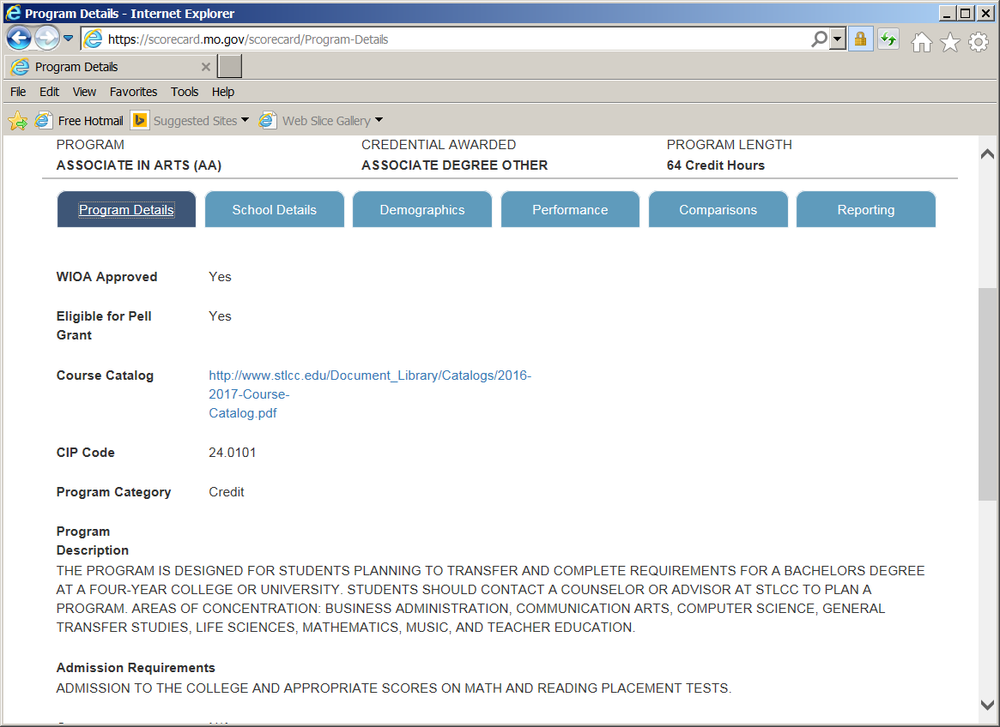 Program Details - Internet Explorer
https://scorecard.mo.gov/scorecard/Program-Details
Program Details
File Edit View Favorites Tools Help
Free Hotmail Suggested Sites Web Slice Gallery
PROGRAM CREDENTIAL AWARDED PROGRAM LENGTH
ASSOCIATE IN ARTS (AA) ASSOCIATE DEGREE OTHER 64 Credit Hours
Program Details School Details Demographics Performance Comparisons Reporting
WIOA Approved Yes
Eligible for Pell Yes
Grant
Course Catalog http://www.stlcc.edu/Document_Library/Catalogs/2016-
2017-Course-
Catalog.pdf
CIP Code 24.0101
Program Category Credit
Program
Description
THE PROGRAM IS DESIGNED FOR STUDENTS PLANNING TO TRANSFER AND COMPLETE REQUIREMENTS FOR A BACHELORS DEGREE
AT A FOUR-YEAR COLLEGE OR UNIVERSITY. STUDENTS SHOULD CONTACT A COUNSELOR OR ADVISOR AT STLCC TO PLAN A
PROGRAM. AREAS OF CONCENTRATION: BUSINESS ADMINISTRATION, COMMUNICATION ARTS, COMPUTER SCIENCE, GENERAL
TRANSFER STUDIES, LIFE SCIENCES, MATHEMATICS, MUSIC, AND TEACHER EDUCATION.
Admission Requirements
ADMISSION TO THE COLLEGE AND APPROPRIATE SCORES ON MATH AND READING PLACEMENT TESTS.